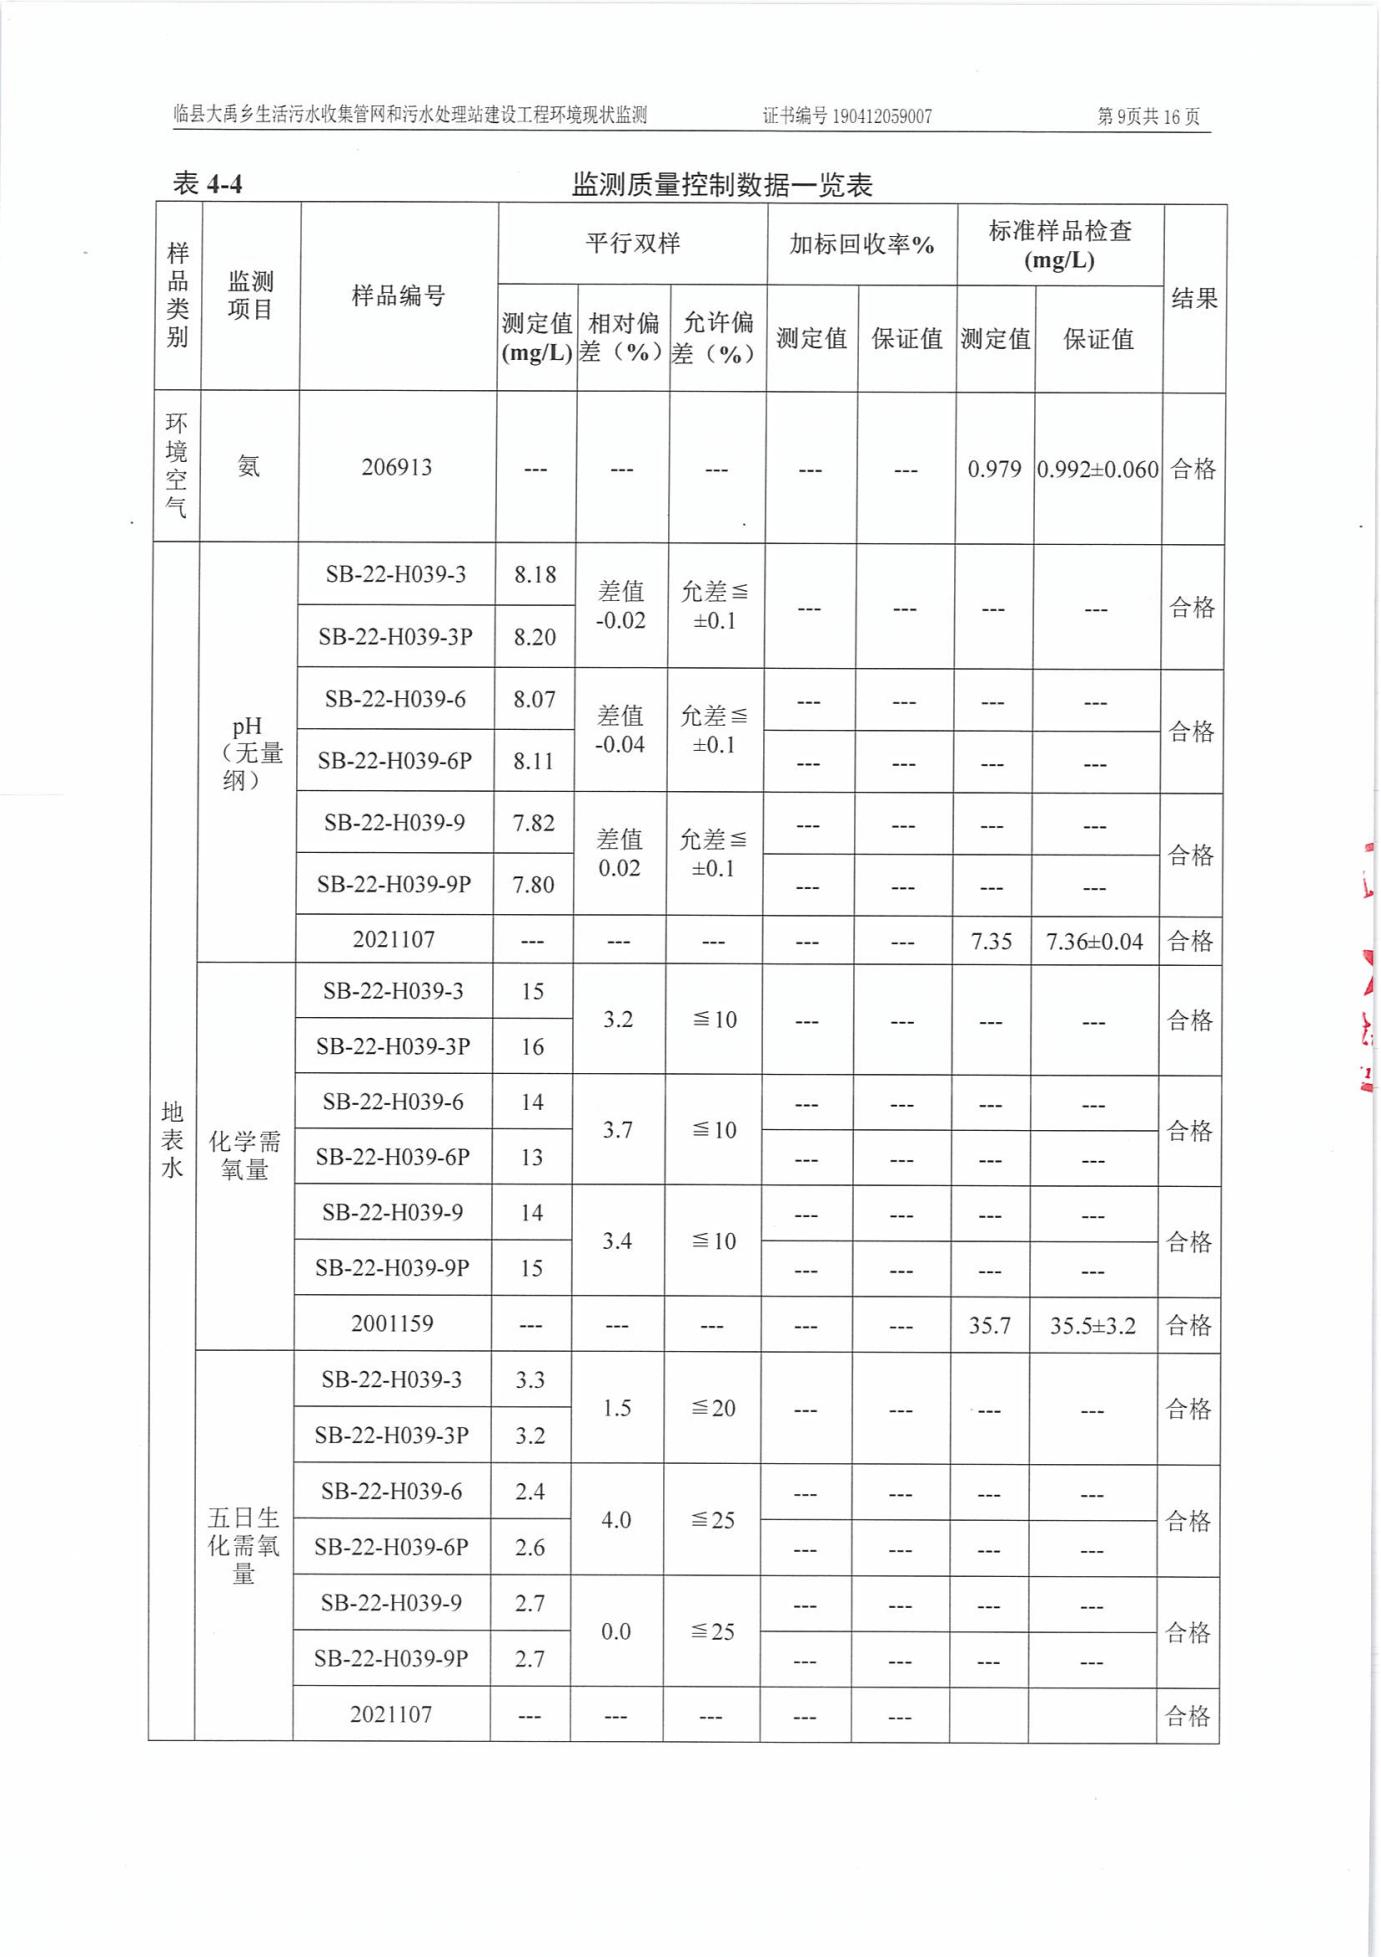 临县大禹乡生活污水收集管网和污水处理站建设工程环境现状监测 证书编号 190412059007 第 9页共 16 页
表 4-4 监测质量控制数据一览表
样品类别 监测项目 样品编号 平行双样 加标回收率% 标准样品检查(mg/L) 结果
测定值(mg/L) 相对偏差（%） 允许偏差（%） 测定值 保证值 测定值 保证值
环境空气 氨 206913 --- --- --- --- --- 0.979 0.992±0.060 合格
地表水 pH（无量纲） SB-22-H039-3 8.18 差值-0.02 允差≦±0.1 --- --- --- --- 合格
SB-22-H039-3P 8.20
SB-22-H039-6 8.07 差值-0.04 允差≦±0.1 --- --- --- --- 合格
SB-22-H039-6P 8.11 --- --- --- ---
SB-22-H039-9 7.82 差值0.02 允差≦±0.1 --- --- --- --- 合格
SB-22-H039-9P 7.80 --- --- --- ---
2021107 --- --- --- --- --- 7.35 7.36±0.04 合格
化学需氧量 SB-22-H039-3 15 3.2 ≦10 --- --- --- --- 合格
SB-22-H039-3P 16
SB-22-H039-6 14 3.7 ≦10 --- --- --- --- 合格
SB-22-H039-6P 13 --- --- --- ---
SB-22-H039-9 14 3.4 ≦10 --- --- --- --- 合格
SB-22-H039-9P 15 --- --- --- ---
2001159 --- --- --- --- --- 35.7 35.5±3.2 合格
五日生化需氧量 SB-22-H039-3 3.3 1.5 ≦20 --- --- --- --- 合格
SB-22-H039-3P 3.2
SB-22-H039-6 2.4 4.0 ≦25 --- --- --- --- 合格
SB-22-H039-6P 2.6 --- --- --- ---
SB-22-H039-9 2.7 0.0 ≦25 --- --- --- --- 合格
SB-22-H039-9P 2.7 --- --- --- ---
2021107 --- --- --- --- --- 合格